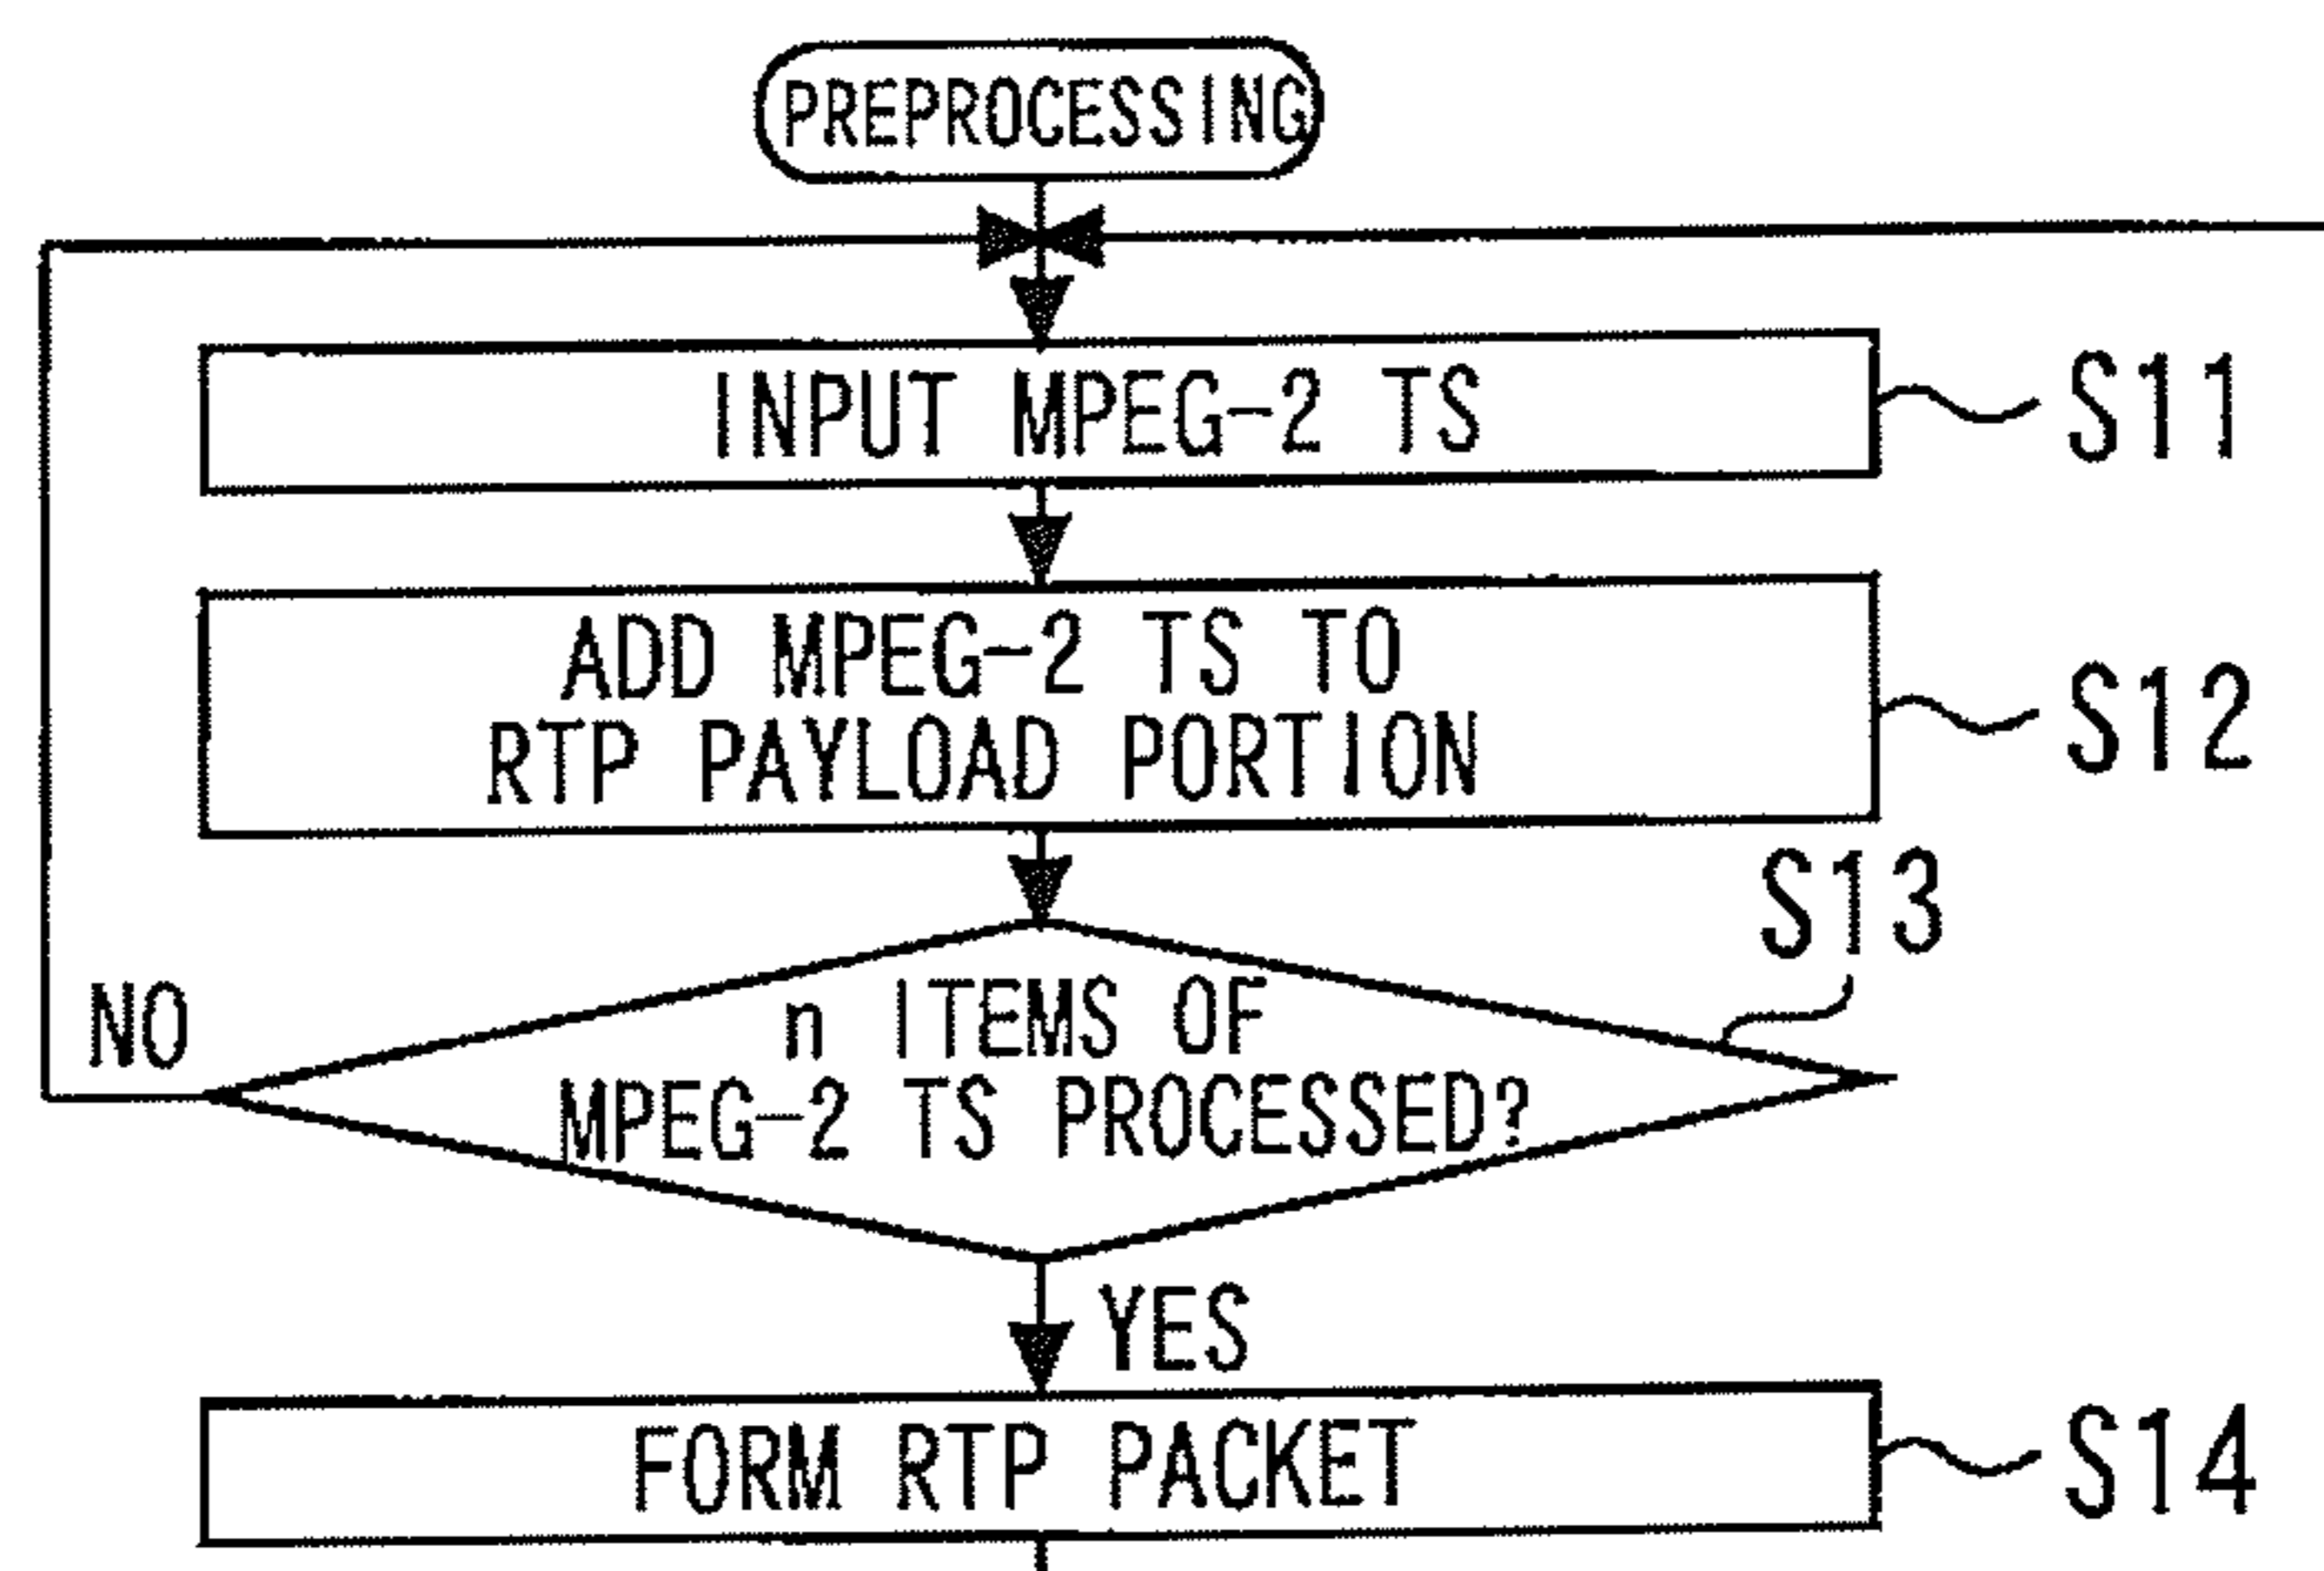 PREPROCESSING
INPUT MPEG-2 TS
S11
ADD MPEG-2 TS TO
RTP PAYLOAD PORTION
S12
S13
NO
n ITEMS OF
MPEG-2 TS PROCESSED?
YES
FORM RTP PACKET
S14